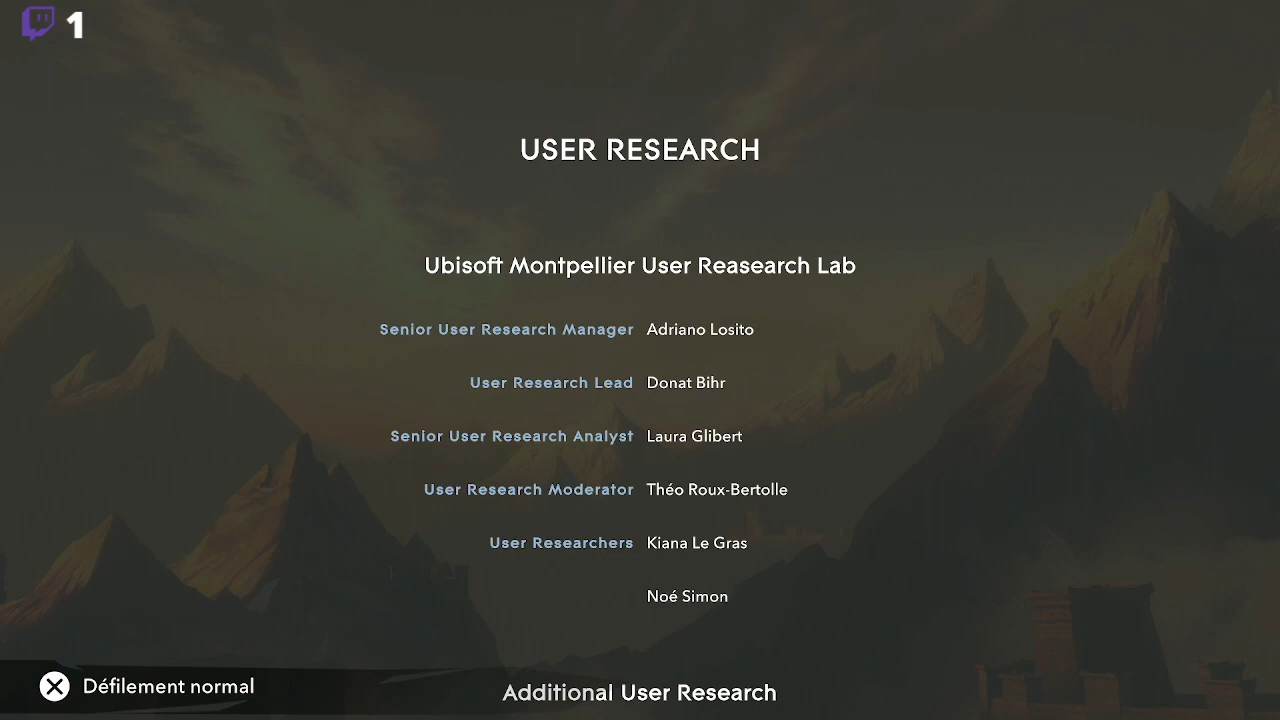 1
USER RESEARCH
Ubisoft Montpellier User Reasearch Lab
Senior User Research Manager Adriano Losito
User Research Lead Donat Bihr
Senior User Research Analyst Laura Glibert
User Research Moderator Théo Roux-Bertolle
User Researchers Kiana Le Gras
Noé Simon
Défilement normal
Additional User Research